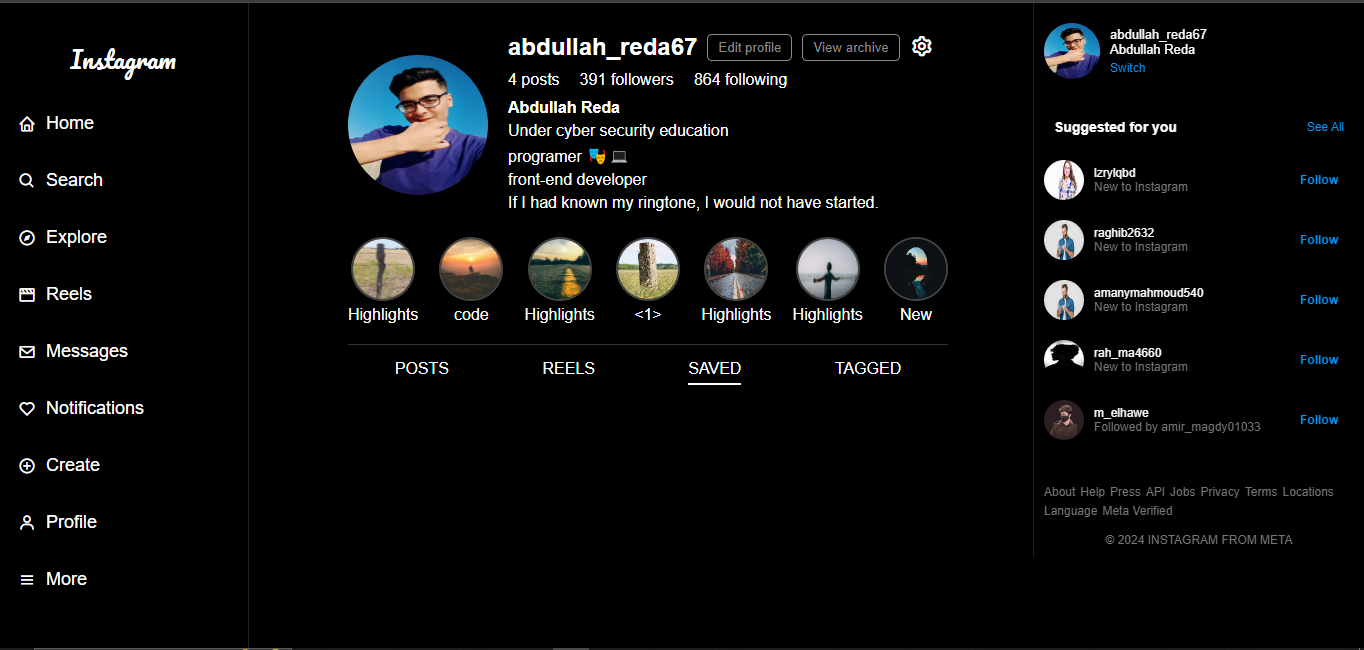 Instagram
Home
Search
Explore
Reels
Messages
Notifications
Create
Profile
More
abdullah_reda67 Edit profile View archive
4 posts 391 followers 864 following
Abdullah Reda
Under cyber security education
programer 🎭 💻
front-end developer
If I had known my ringtone, I would not have started.
Highlights code Highlights <1> Highlights Highlights New
POSTS REELS SAVED TAGGED
abdullah_reda67
Abdullah Reda
Switch
Suggested for you See All
lzrylqbd
New to Instagram
Follow
raghib2632
New to Instagram
Follow
amanymahmoud540
New to Instagram
Follow
rah_ma4660
New to Instagram
Follow
m_elhawe
Followed by amir_magdy01033
Follow
About Help Press API Jobs Privacy Terms Locations
Language Meta Verified
© 2024 INSTAGRAM FROM META